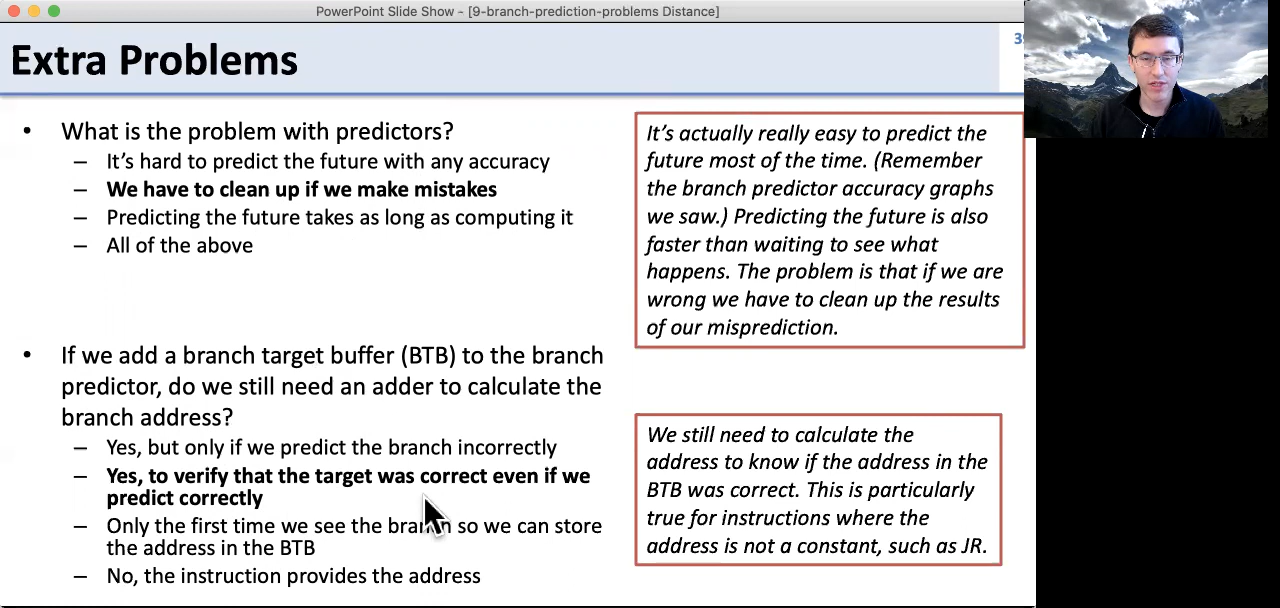 PowerPoint Slide Show - [9-branch-prediction-problems Distance]
Extra Problems
• What is the problem with predictors?
– It's hard to predict the future with any accuracy
– We have to clean up if we make mistakes
– Predicting the future takes as long as computing it
– All of the above
It's actually really easy to predict the
future most of the time. (Remember
the branch predictor accuracy graphs
we saw.) Predicting the future is also
faster than waiting to see what
happens. The problem is that if we are
wrong we have to clean up the results
of our misprediction.
• If we add a branch target buffer (BTB) to the branch
predictor, do we still need an adder to calculate the
branch address?
– Yes, but only if we predict the branch incorrectly
– Yes, to verify that the target was correct even if we
predict correctly
– Only the first time we see the branch so we can store
the address in the BTB
– No, the instruction provides the address
We still need to calculate the
address to know if the address in the
BTB was correct. This is particularly
true for instructions where the
address is not a constant, such as JR.